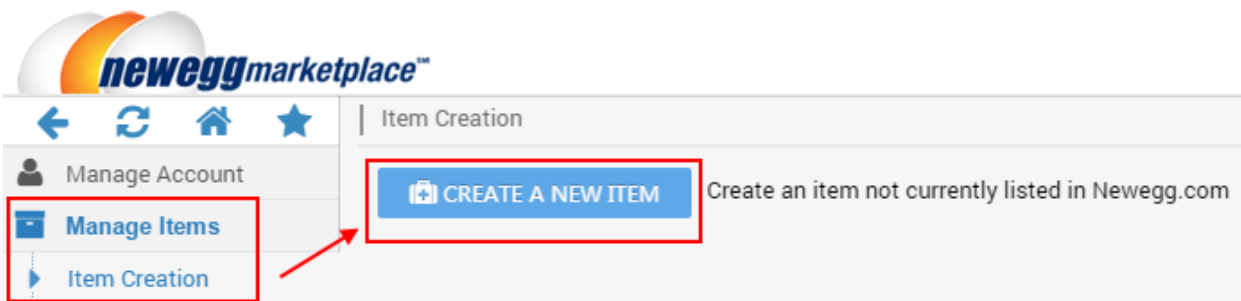 neweggmarketplace℠
Item Creation
Manage Account
CREATE A NEW ITEM
Create an item not currently listed in Newegg.com
Manage Items
Item Creation